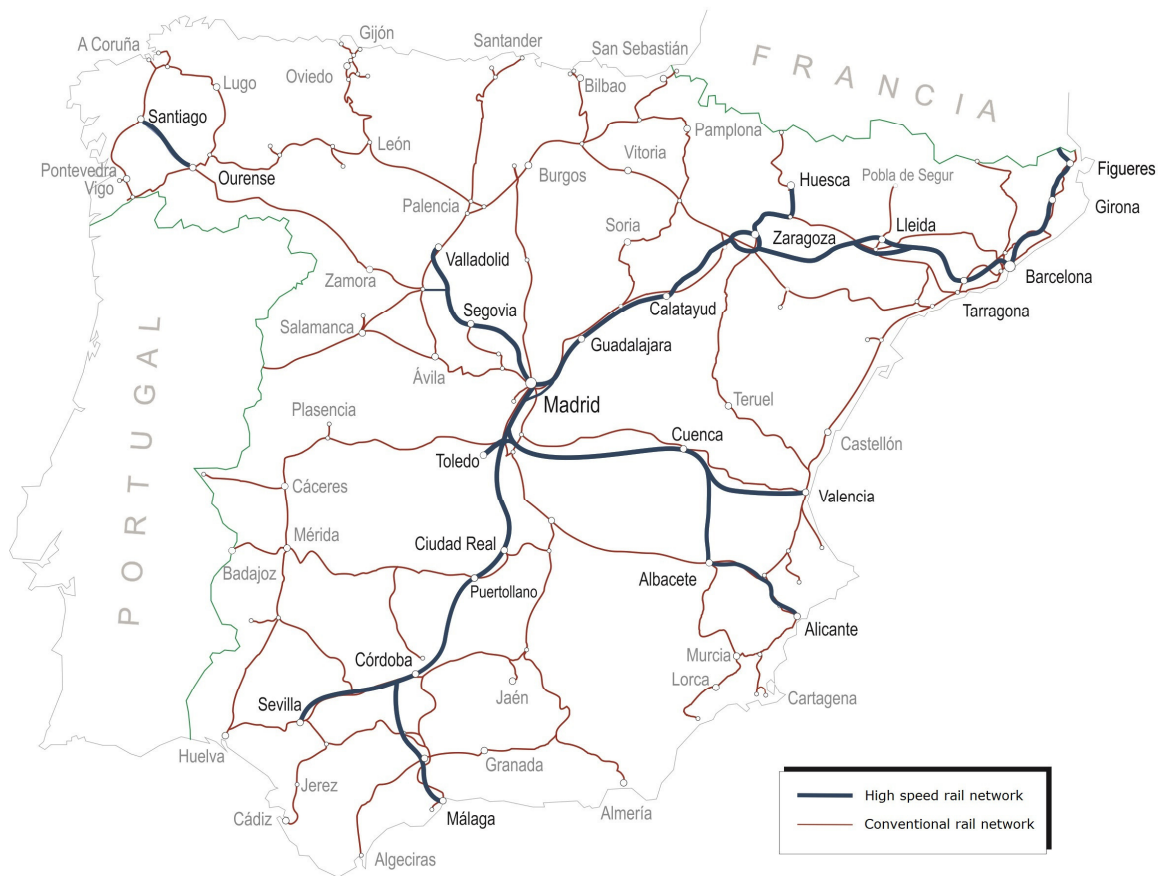 Gijón
A Coruña
Santander
San Sebastián
FRANCIA
Oviedo
Lugo
Bilbao
Santiago
Pamplona
León
Vitoria
Pontevedra
Vigo
Ourense
Burgos
Huesca
Pobla de Segur
Figueres
Palencia
Girona
Soria
Zaragoza
Lleida
Valladolid
Zamora
Barcelona
Segovia
Calatayud
Tarragona
Salamanca
Guadalajara
PORTUGAL
Ávila
Madrid
Teruel
Plasencia
Cuenca
Castellón
Toledo
Cáceres
Valencia
Mérida
Ciudad Real
Badajoz
Albacete
Puertollano
Alicante
Córdoba
Murcia
Lorca
Jaén
Cartagena
Sevilla
Huelva
Granada
Jerez
Almería
Cádiz
Málaga
Algeciras
High speed rail network
Conventional rail network